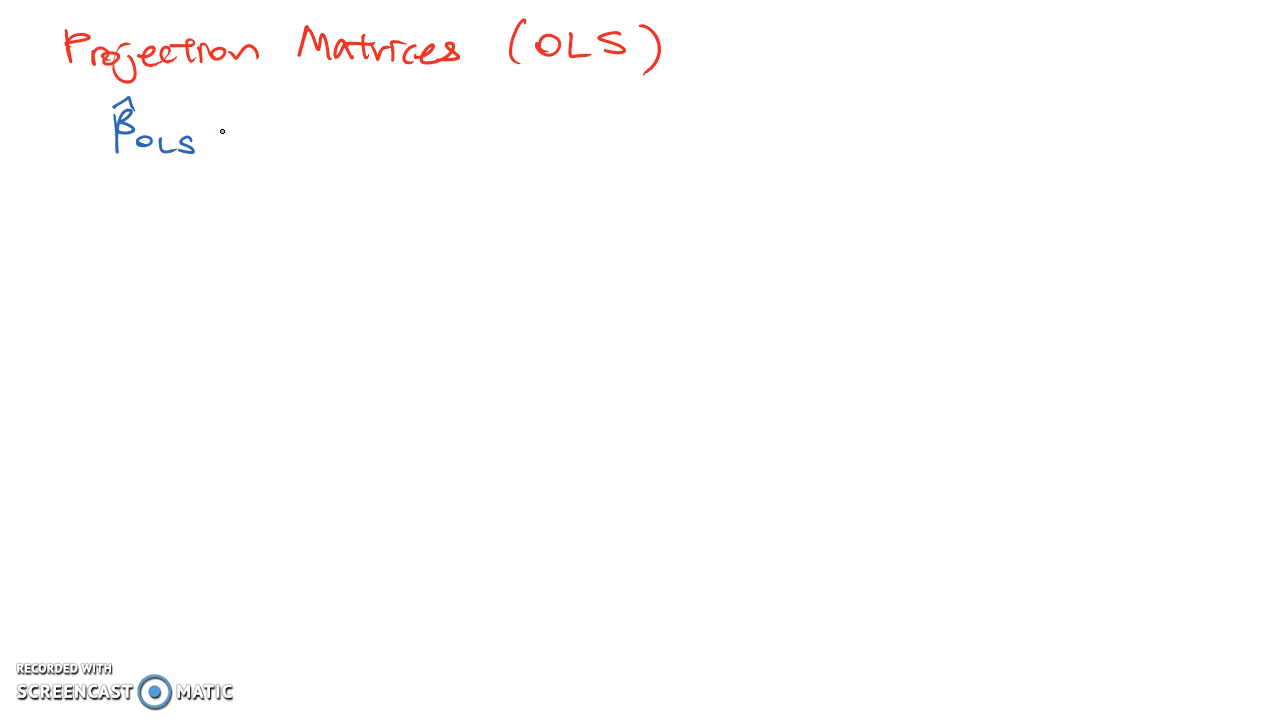 Projection Matrices (OLS)
β̂OLS
RECORDED WITH
SCREENCAST MATIC